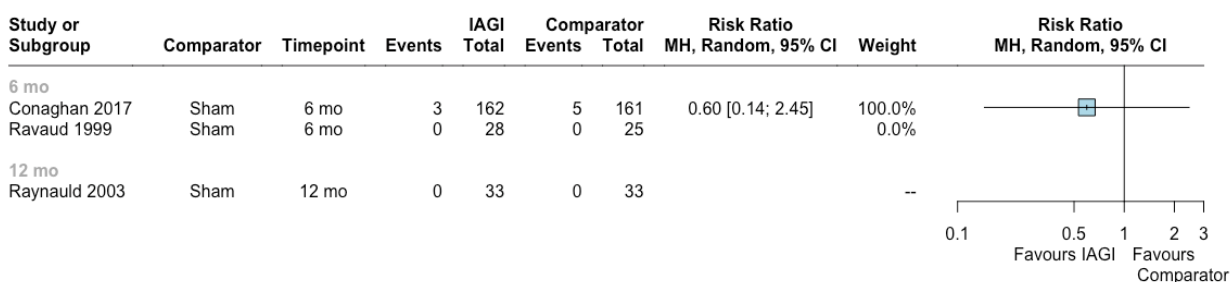 Study or IAGI Comparator Risk Ratio Risk Ratio
Subgroup Comparator Timepoint Events Total Events Total MH, Random, 95% CI Weight MH, Random, 95% CI
6 mo
Conaghan 2017 Sham 6 mo 3 162 5 161 0.60 [0.14; 2.45] 100.0%
Ravaud 1999 Sham 6 mo 0 28 0 25 0.0%
12 mo
Raynauld 2003 Sham 12 mo 0 33 0 33 --
0.1 0.5 1 2 3
Favours IAGI Favours
Comparator